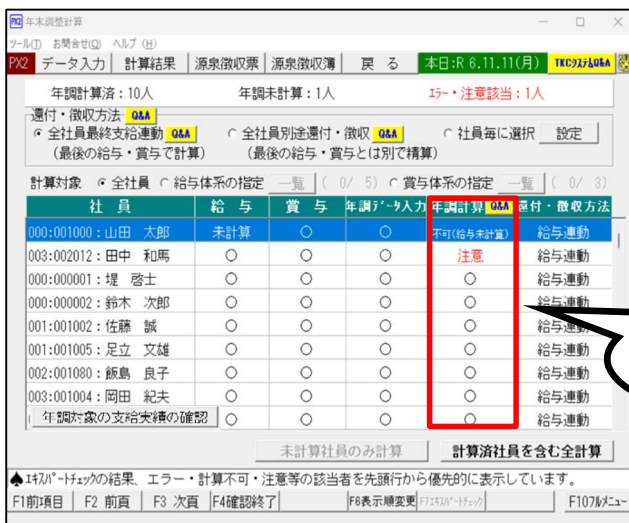 PX2 年末調整計算
ツール(T) お問合せ(Q) ヘルプ(H)
PX2 データ入力 計算結果 源泉徴収票 源泉徴収簿 戻 る 本日:R 6.11.11(月) TKCシステムQ&A
年調計算済:10人 年調未計算:1人 エラー・注意該当:1人
還付・徴収方法 Q&A
全社員最終支給連動 Q&A 全社員別途還付・徴収 Q&A 社員毎に選択 設定
(最後の給与・賞与で計算) (最後の給与・賞与とは別で精算)
計算対象 全社員 給与体系の指定 一覧 ( 0/ 5) 賞与体系の指定 一覧 ( 0/ 3)
社 員 給 与 賞 与 年調データ入力 年調計算 Q&A 還付・徴収方法
000:001000:山田 太郎 未計算 ○ ○ 不可(給与未計算) 給与連動
003:002012:田中 和馬 ○ ○ ○ 注意 給与連動
000:000001:堤 啓士 ○ ○ ○ ○ 給与連動
000:000002:鈴木 次郎 ○ ○ ○ ○ 給与連動
001:001002:佐藤 誠 ○ ○ ○ ○ 給与連動
001:001005:足立 文雄 ○ ○ ○ ○ 給与連動
002:001080:飯島 良子 ○ ○ ○ ○ 給与連動
003:001004:岡田 紀夫 ○ ○ ○ ○ 給与連動
年調対象の支給実績の確認 ○ ○ ○ ○ 給与連動
未計算社員のみ計算 計算済社員を含む全計算
♠エキスパートチェックの結果、エラー・計算不可・注意等の該当者を先頭行から優先的に表示しています。
F1前項目 F2 前頁 F3 次頁 F4確認終了 F6表示順変更 F7エキスパートチェック F10フルメニュー